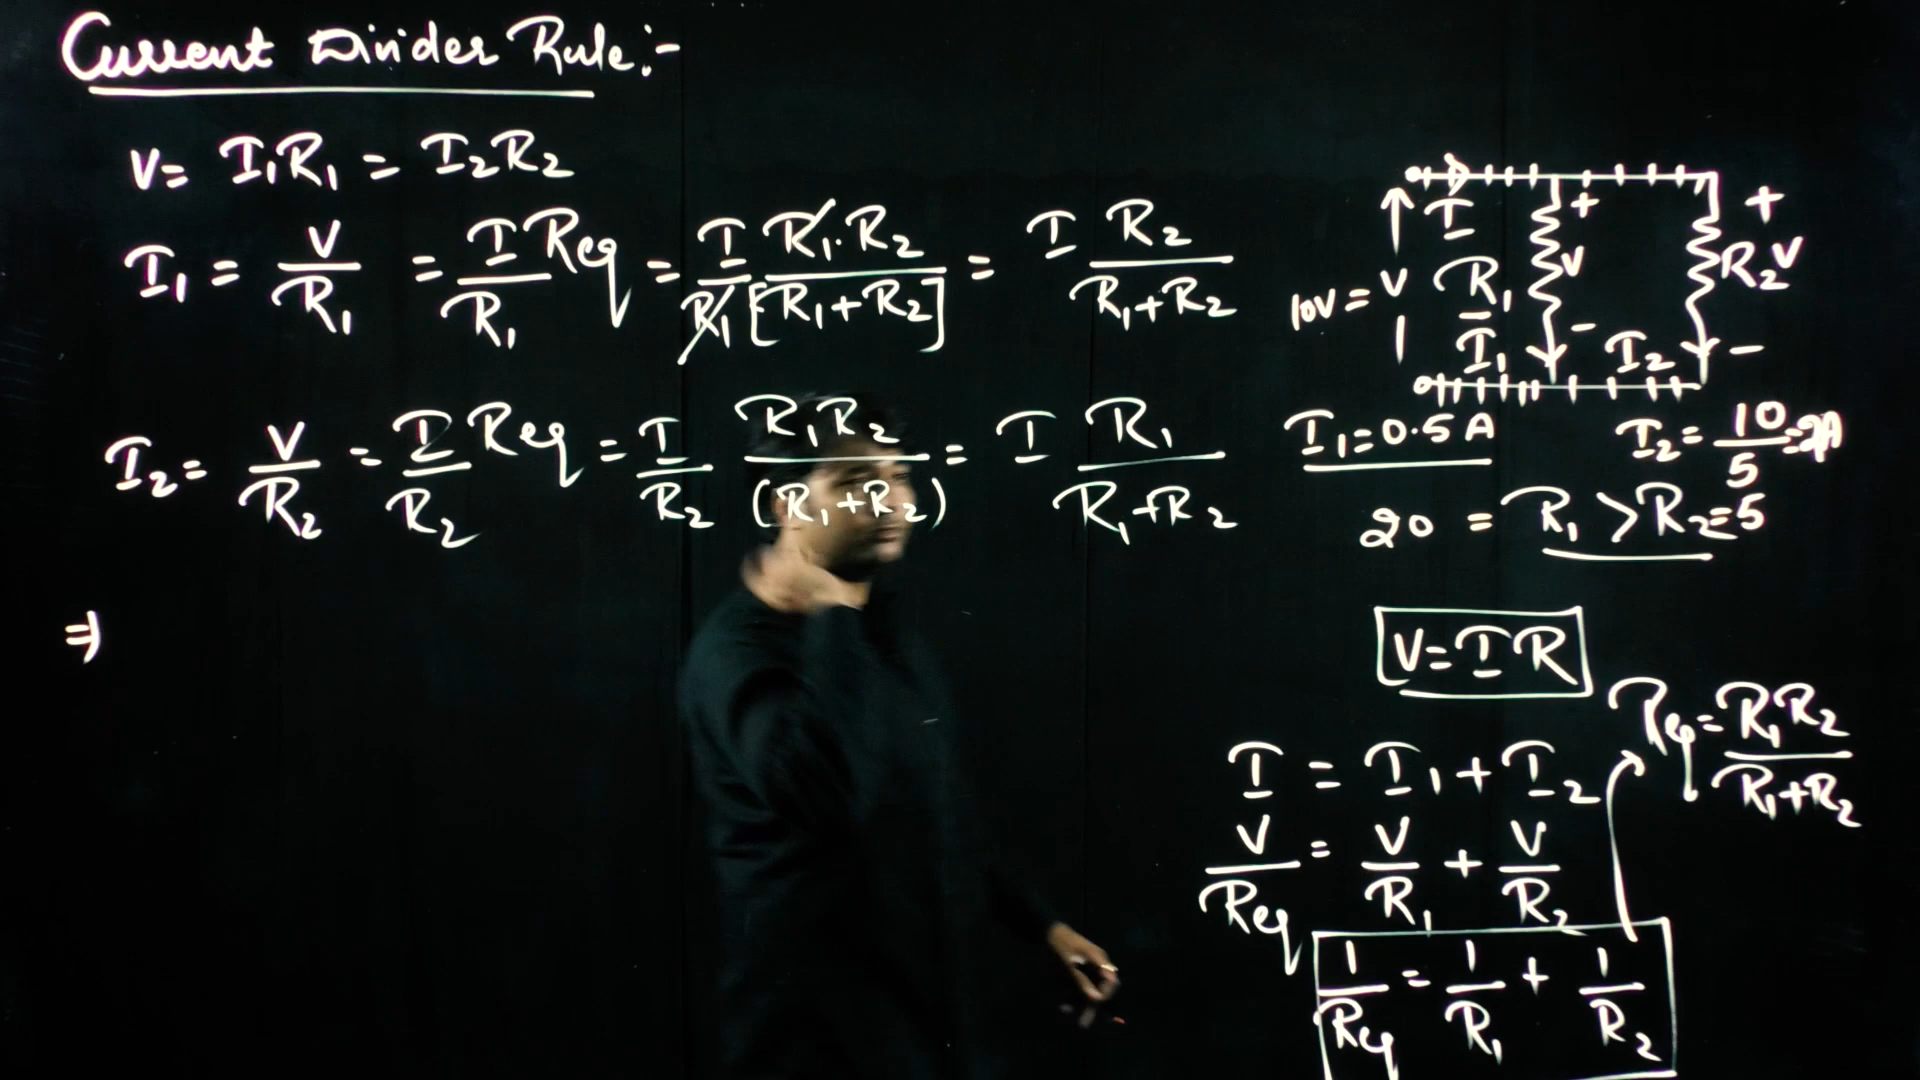 Current Divider Rule:-
V = I₁R₁ = I₂R₂
I₁ = V/R₁ = I Req/R₁ = I/R₁ R₁·R₂/[R₁+R₂] = I R₂/(R₁+R₂)
I₂ = V/R₂ = I Req/R₂ = I/R₂ R₁R₂/(R₁+R₂) = I R₁/(R₁+R₂)
⇒
I
+
+
10V = V
R₁
V
R₂
V
-
I₁
I₂
-
I₁ = 0.5 A
I₂ = 10/5 = 2A
20 = R₁ > R₂ = 5
V = IR
Req = R₁R₂/(R₁+R₂)
I = I₁ + I₂
V/Req = V/R₁ + V/R₂
1/Req = 1/R₁ + 1/R₂